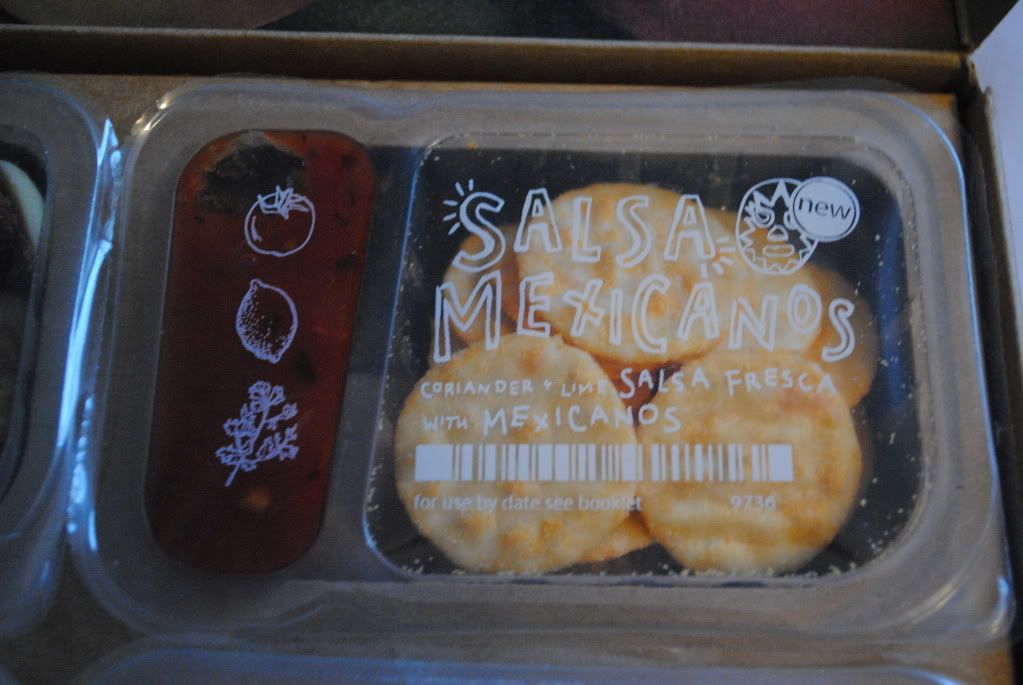 SALSA
new
MEXICANOS
CORIANDER & LIME SALSA FRESCA
WITH MEXICANOS
for use by date see booklet 9736